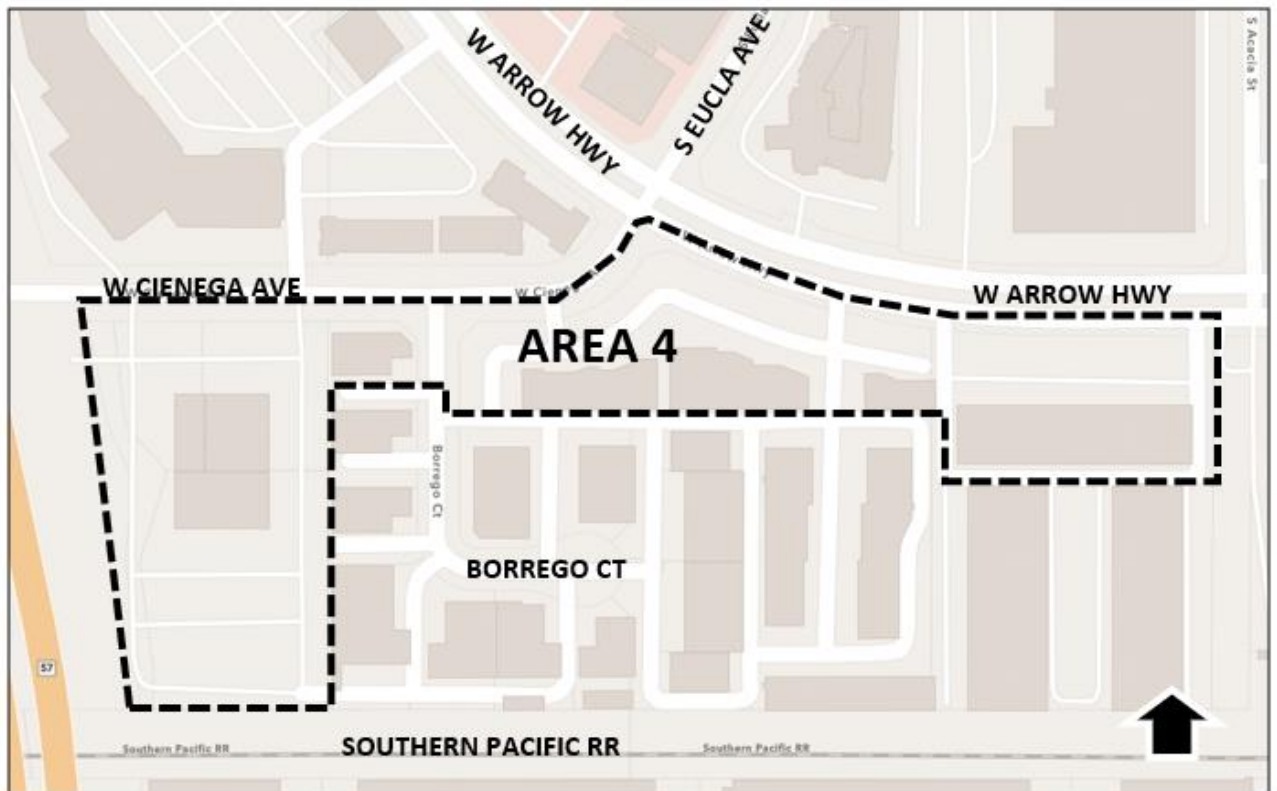 S Acacia St
W ARROW HWY
S EUCLA AVE
W CIENEGA AVE
W Cien
W ARROW HWY
AREA 4
Borrego Ct
BORREGO CT
57
Southern Pacific RR
SOUTHERN PACIFIC RR
Southern Pacific RR